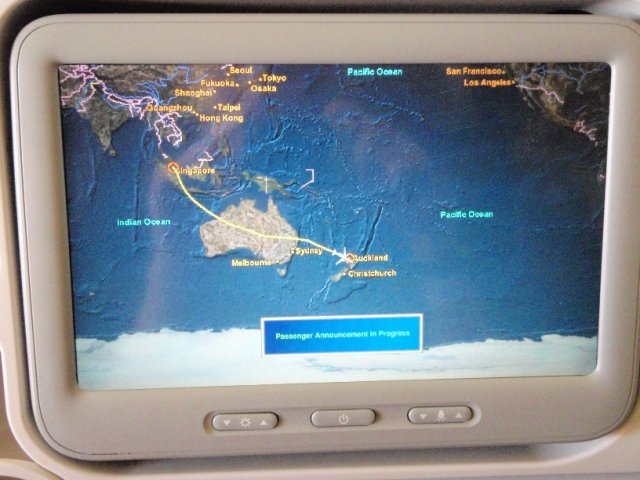 Seoul
Tokyo
Fukuoka
Osaka
Shanghai
Guangzhou
Taipei
Hong Kong
Pacific Ocean
San Francisco
Los Angeles
Singapore
Indian Ocean
Pacific Ocean
Sydney
Melbourne
Auckland
Christchurch
Passenger Announcement In Progress